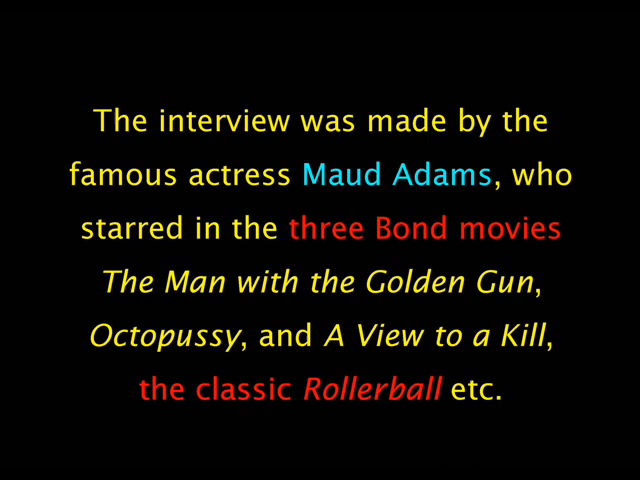 The interview was made by the
famous actress Maud Adams, who
starred in the three Bond movies
The Man with the Golden Gun,
Octopussy, and A View to a Kill,
the classic Rollerball etc.